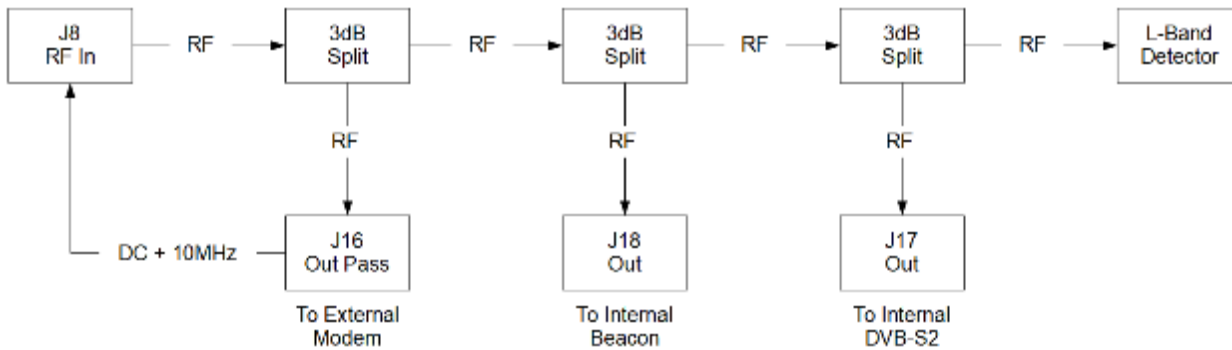 J8
RF In
RF
3dB
Split
RF
3dB
Split
RF
3dB
Split
RF
L-Band
Detector
RF
RF
RF
DC + 10MHz
J16
Out Pass
J18
Out
J17
Out
To External
Modem
To Internal
Beacon
To Internal
DVB-S2